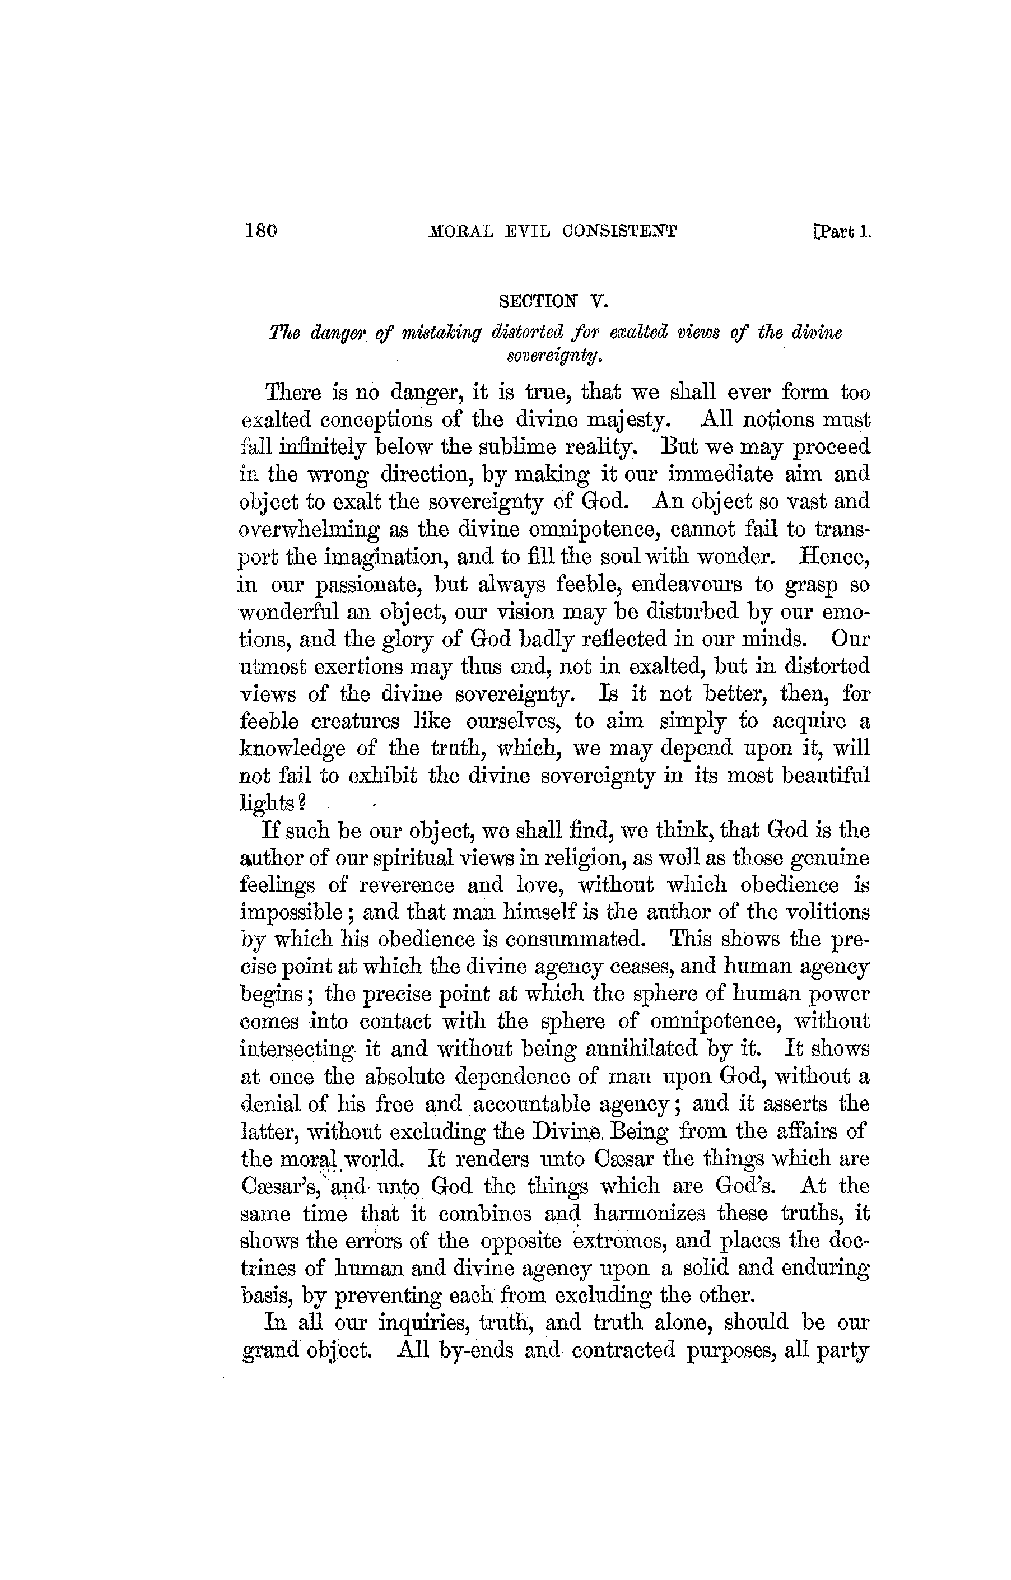 180 MORAL EVIL CONSISTENT [Part I.
SECTION V.
The danger of mistaking distorted for exalted views of the divine
sovereignty.
There is no danger, it is true, that we shall ever form too
exalted conceptions of the divine majesty. All notions must
fall infinitely below the sublime reality. But we may proceed
in the wrong direction, by making it our immediate aim and
object to exalt the sovereignty of God. An object so vast and
overwhelming as the divine omnipotence, cannot fail to trans-
port the imagination, and to fill the soul with wonder. Hence,
in our passionate, but always feeble, endeavours to grasp so
wonderful an object, our vision may be disturbed by our emo-
tions, and the glory of God badly reflected in our minds. Our
utmost exertions may thus end, not in exalted, but in distorted
views of the divine sovereignty. Is it not better, then, for
feeble creatures like ourselves, to aim simply to acquire a
knowledge of the truth, which, we may depend upon it, will
not fail to exhibit the divine sovereignty in its most beautiful
lights?
If such be our object, we shall find, we think, that God is the
author of our spiritual views in religion, as well as those genuine
feelings of reverence and love, without which obedience is
impossible; and that man himself is the author of the volitions
by which his obedience is consummated. This shows the pre-
cise point at which the divine agency ceases, and human agency
begins; the precise point at which the sphere of human power
comes into contact with the sphere of omnipotence, without
intersecting it and without being annihilated by it. It shows
at once the absolute dependence of man upon God, without a
denial of his free and accountable agency; and it asserts the
latter, without excluding the Divine Being from the affairs of
the moral world. It renders unto Cæsar the things which are
Cæsar's, and unto God the things which are God's. At the
same time that it combines and harmonizes these truths, it
shows the errors of the opposite extremes, and places the doc-
trines of human and divine agency upon a solid and enduring
basis, by preventing each from excluding the other.
In all our inquiries, truth, and truth alone, should be our
grand object. All by-ends and contracted purposes, all party